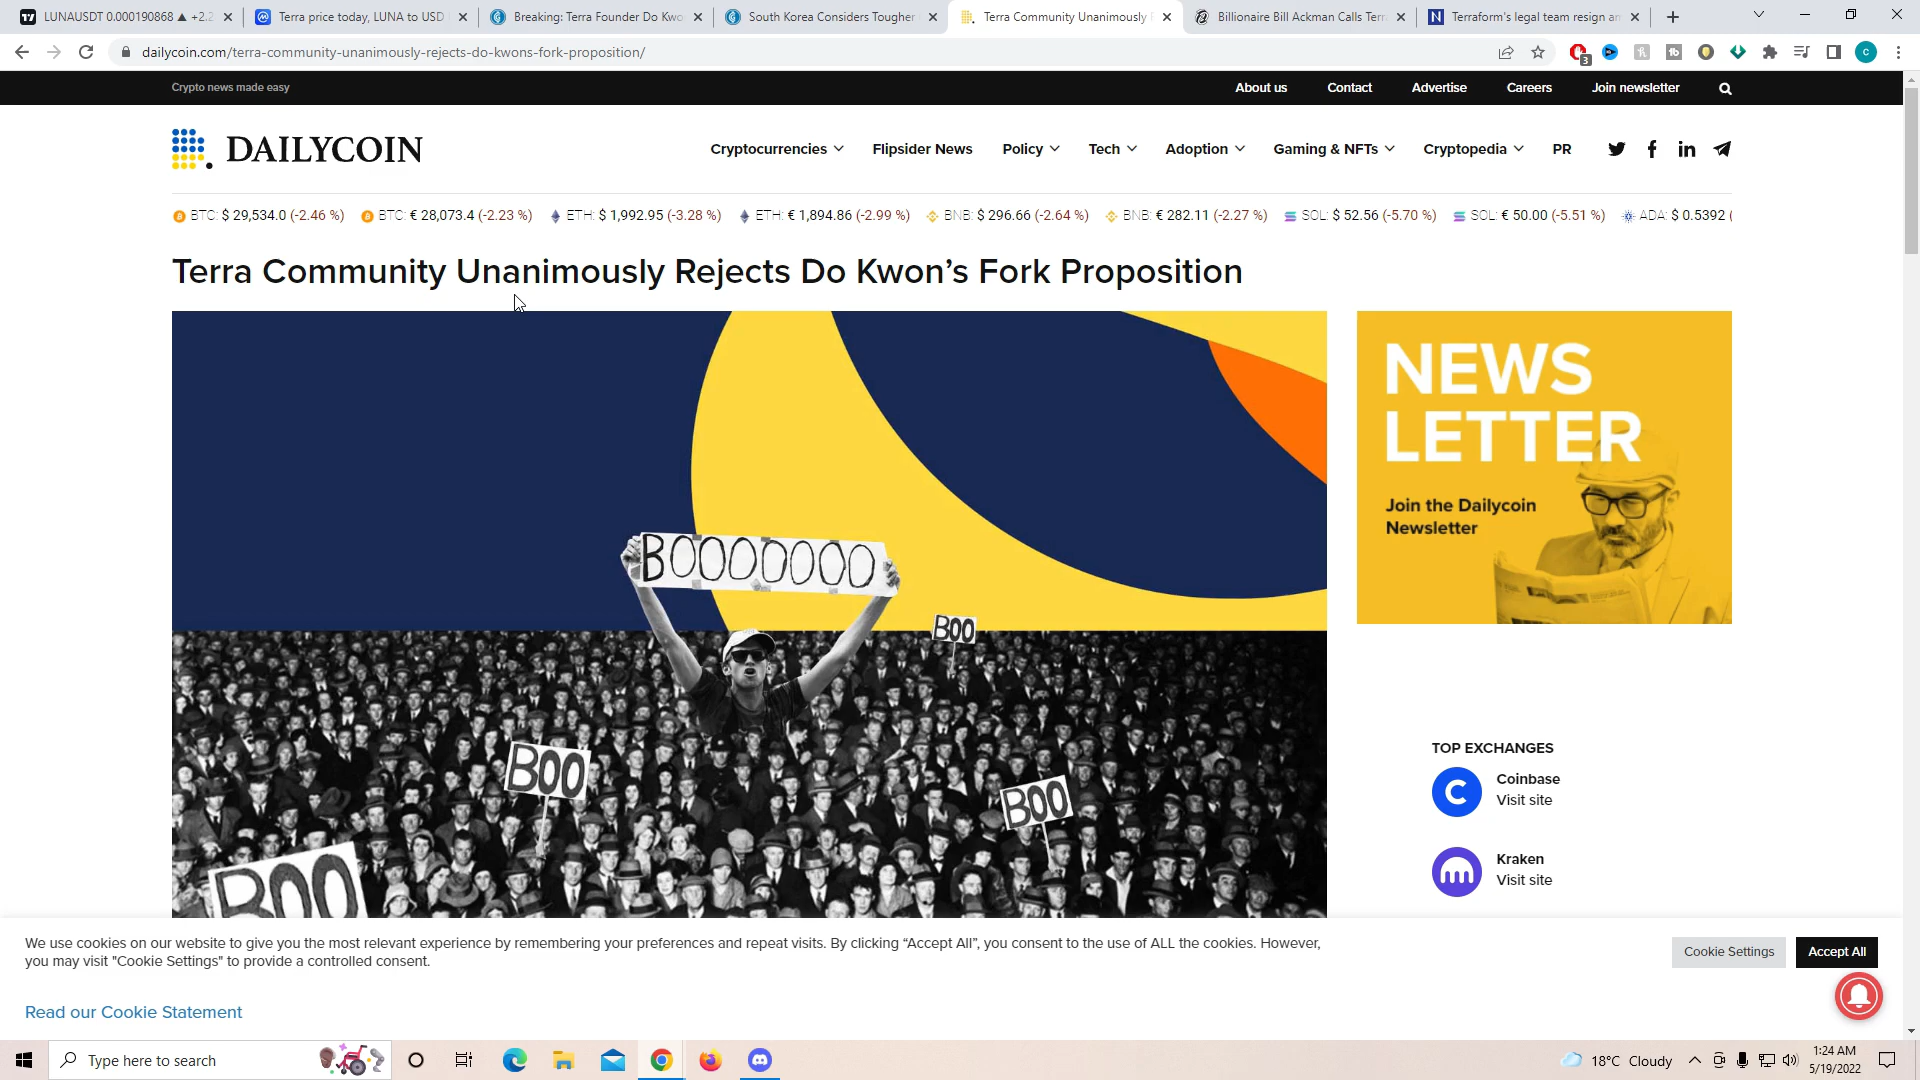 LUNAUSDT 0.000190868 ▲ +2.2
Terra price today, LUNA to USD
Breaking: Terra Founder Do Kwo
South Korea Considers Tougher
Terra Community Unanimously
Billionaire Bill Ackman Calls Terr
Terraform's legal team resign an
dailycoin.com/terra-community-unanimously-rejects-do-kwons-fork-proposition/
3
C
Crypto news made easy
About us
Contact
Advertise
Careers
Join newsletter
DAILYCOIN
Cryptocurrencies
Flipsider News
Policy
Tech
Adoption
Gaming & NFTs
Cryptopedia
PR
BTC: $ 29,534.0 (-2.46 %)
BTC: € 28,073.4 (-2.23 %)
ETH: $ 1,992.95 (-3.28 %)
ETH: € 1,894.86 (-2.99 %)
BNB: $ 296.66 (-2.64 %)
BNB: € 282.11 (-2.27 %)
SOL: $ 52.56 (-5.70 %)
SOL: € 50.00 (-5.51 %)
ADA: $ 0.5392 (
Terra Community Unanimously Rejects Do Kwon's Fork Proposition
BOOOOOOO
BOO
BOO
BOO
BOO
NEWS
LETTER
Join the Dailycoin
Newsletter
TOP EXCHANGES
Coinbase
Visit site
Kraken
Visit site
We use cookies on our website to give you the most relevant experience by remembering your preferences and repeat visits. By clicking “Accept All”, you consent to the use of ALL the cookies. However,
you may visit "Cookie Settings" to provide a controlled consent.
Cookie Settings
Accept All
Read our Cookie Statement
Type here to search
18°C Cloudy
1:24 AM
5/19/2022